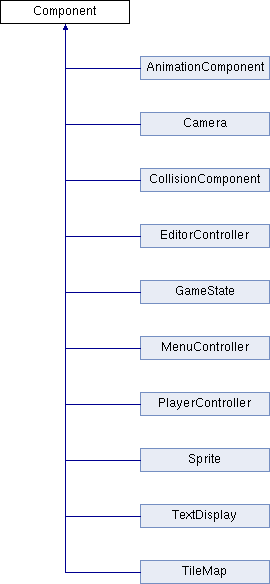 Component
AnimationComponent
Camera
CollisionComponent
EditorController
GameState
MenuController
PlayerController
Sprite
TextDisplay
TileMap